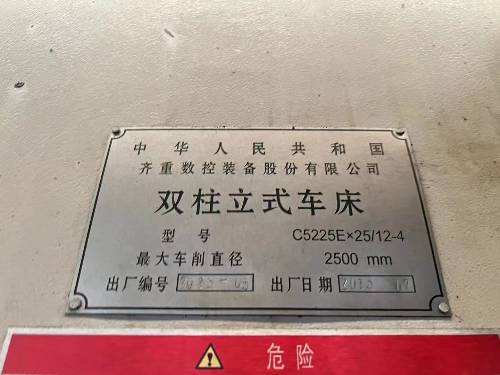 中华人民共和国
齐重数控装备股份有限公司
双柱立式车床
型号 C5225E×25/12-4
最大车削直径 2500 mm
出厂编号 出厂日期
危险